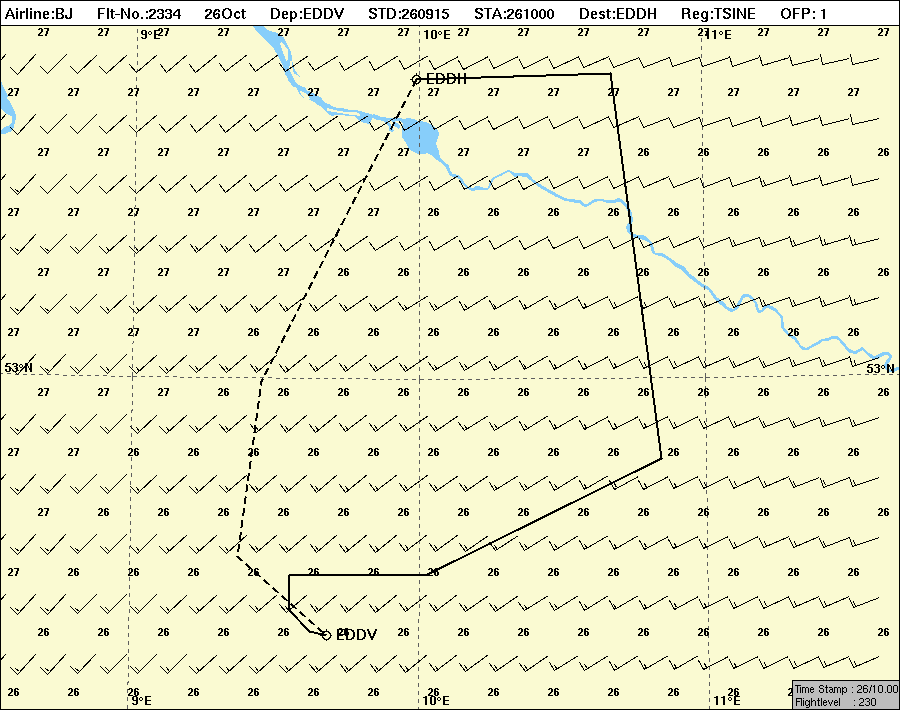 Airline:BJ Flt-No.:2334 26Oct Dep:EDDV STD:260915 STA:261000 Dest:EDDH Reg:TSINE OFP: 1
27 27 9°E 27 27 27 27 27 10°E 27 27 27 27 27 11°E 27 27 27
EDDH
27 27 27 27 27 27 27 27 27 27 27 27 27 27 27
27 27 27 27 27 27 27 27 27 27 26 26 26 26 26
27 27 27 27 27 27 27 26 26 26 26 26 26 26 26
27 27 27 27 27 26 26 26 26 26 26 26 26 26 26
27 27 27 27 26 26 26 26 26 26 26 26 26 26 26
53°N 53°N
27 27 27 26 26 26 26 26 26 26 26 26 26 26 26
27 27 27 26 26 26 26 26 26 26 26 26 26 26 26
27 26 26 26 26 26 26 26 26 26 26 26 26 26 26
27 26 26 26 26 26 26 26 26 26 26 26 26 26 26
26 26 26 26 26 26 EDDV 26 26 26 26 26 26 26 26 26
26 26 9°E 26 26 26 26 26 10°E 26 26 26 26 11°E 26
Time Stamp : 26/10.00
Flightlevel : 230